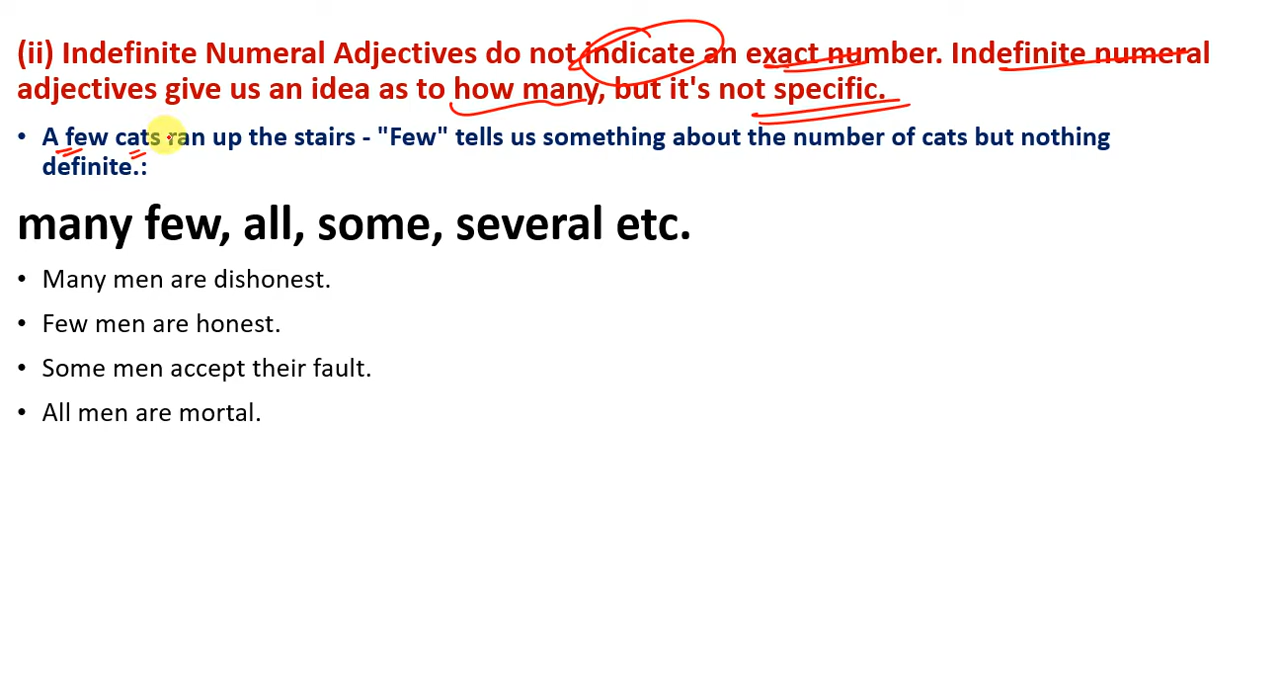 (ii) Indefinite Numeral Adjectives do not indicate an exact number. Indefinite numeral
adjectives give us an idea as to how many, but it's not specific.
• A few cats ran up the stairs - "Few" tells us something about the number of cats but nothing
definite.:
many few, all, some, several etc.
• Many men are dishonest.
• Few men are honest.
• Some men accept their fault.
• All men are mortal.